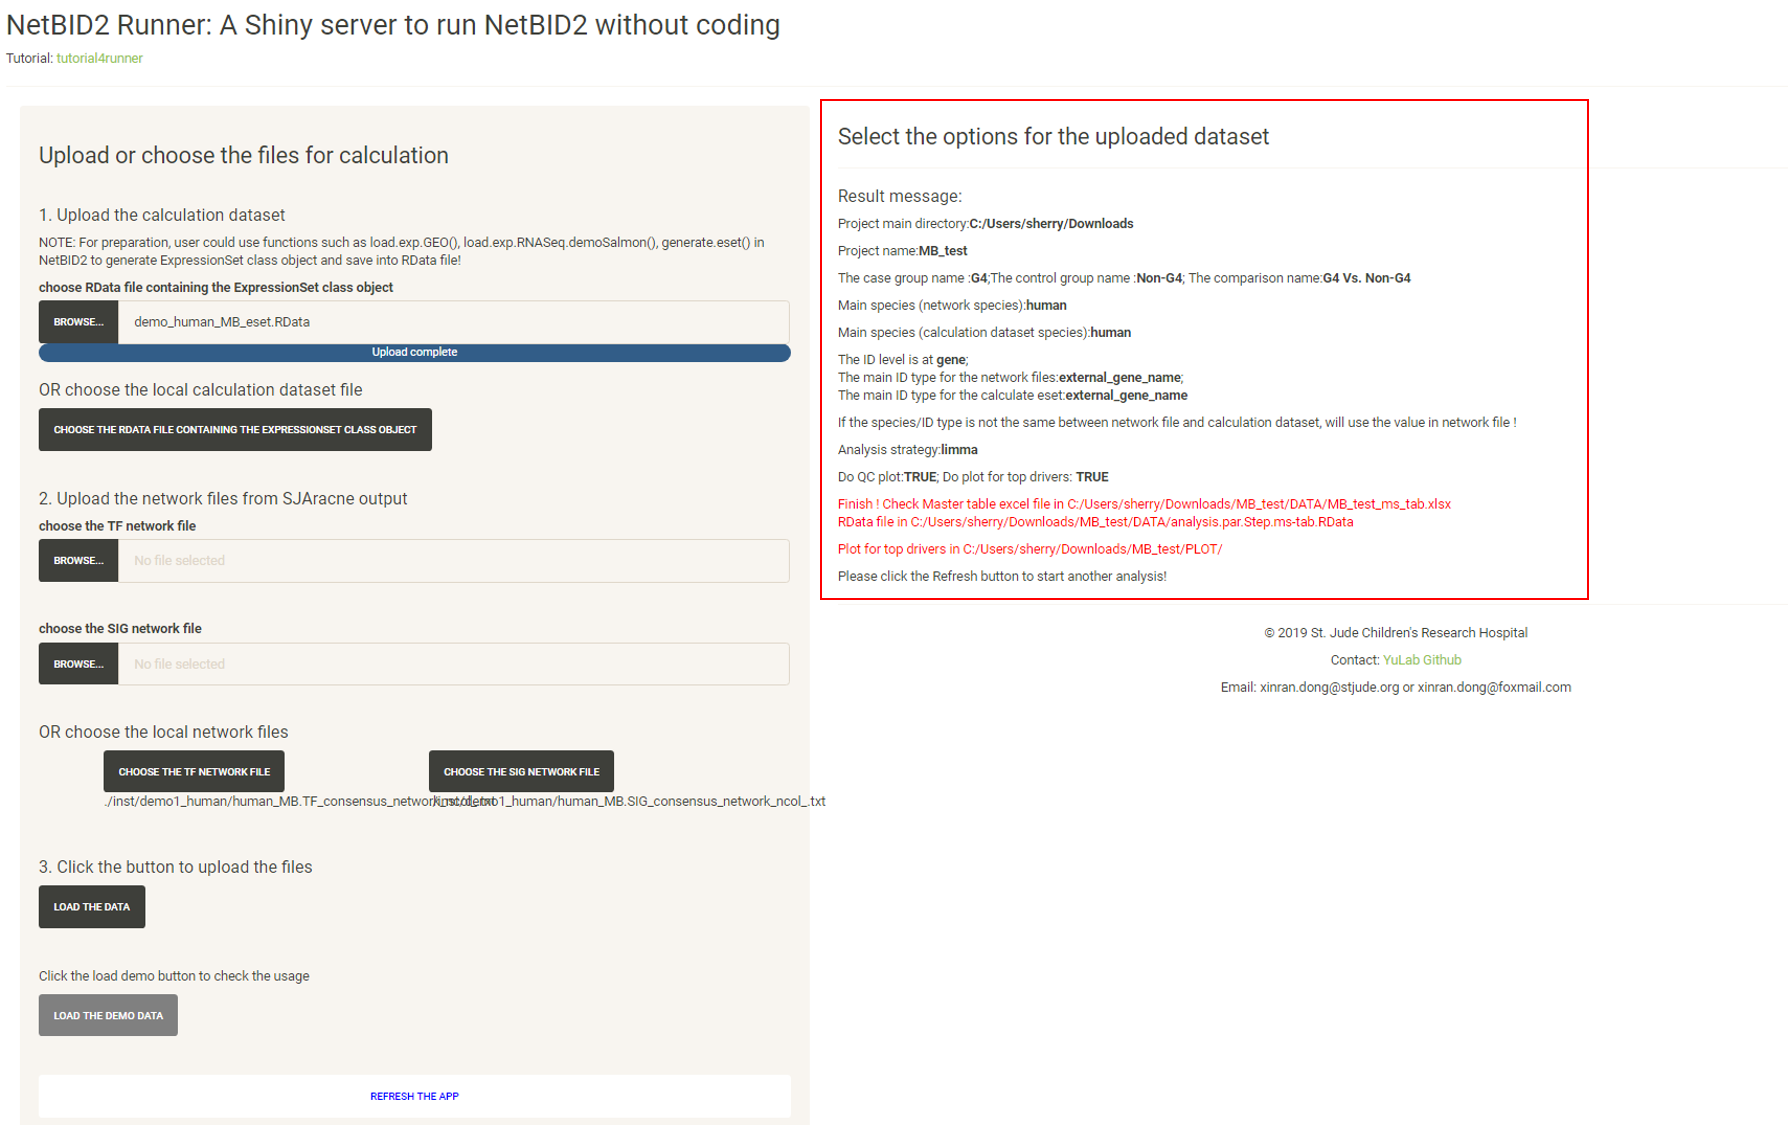 NetBID2 Runner: A Shiny server to run NetBID2 without coding
Tutorial: tutorial4runner
Upload or choose the files for calculation
1. Upload the calculation dataset
NOTE: For preparation, user could use functions such as load.exp.GEO(), load.exp.RNASeq.demoSalmon(), generate.eset() in
NetBID2 to generate ExpressionSet class object and save into RData file!
choose RData file containing the ExpressionSet class object
BROWSE... demo_human_MB_eset.RData
Upload complete
OR choose the local calculation dataset file
CHOOSE THE RDATA FILE CONTAINING THE EXPRESSIONSET CLASS OBJECT
2. Upload the network files from SJAracne output
choose the TF network file
BROWSE... No file selected
choose the SIG network file
BROWSE... No file selected
OR choose the local network files
CHOOSE THE TF NETWORK FILE CHOOSE THE SIG NETWORK FILE
./inst/demo1_human/human_MB.TF_consensus_network_ncol_.txt ./inst/demo1_human/human_MB.SIG_consensus_network_ncol_.txt
3. Click the button to upload the files
LOAD THE DATA
Click the load demo button to check the usage
LOAD THE DEMO DATA
REFRESH THE APP
Select the options for the uploaded dataset
Result message:
Project main directory:C:/Users/sherry/Downloads
Project name:MB_test
The case group name :G4;The control group name :Non-G4; The comparison name:G4 Vs. Non-G4
Main species (network species):human
Main species (calculation dataset species):human
The ID level is at gene;
The main ID type for the network files:external_gene_name;
The main ID type for the calculate eset:external_gene_name
If the species/ID type is not the same between network file and calculation dataset, will use the value in network file !
Analysis strategy:limma
Do QC plot:TRUE; Do plot for top drivers: TRUE
Finish ! Check Master table excel file in C:/Users/sherry/Downloads/MB_test/DATA/MB_test_ms_tab.xlsx
RData file in C:/Users/sherry/Downloads/MB_test/DATA/analysis.par.Step.ms-tab.RData
Plot for top drivers in C:/Users/sherry/Downloads/MB_test/PLOT/
Please click the Refresh button to start another analysis!
© 2019 St. Jude Children's Research Hospital
Contact: YuLab Github
Email: xinran.dong@stjude.org or xinran.dong@foxmail.com